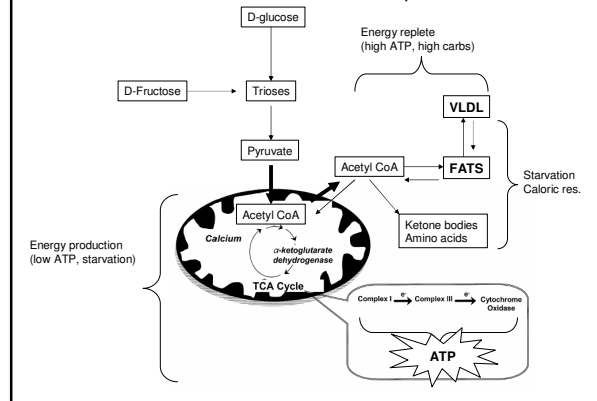 D-glucose
Energy replete
(high ATP, high carbs)
D-Fructose
Trioses
VLDL
Pyruvate
Acetyl CoA
FATS
Starvation
Caloric res.
Acetyl CoA
Ketone bodies
Amino acids
Calcium
Energy production
(low ATP, starvation)
α-ketoglutarate
dehydrogenase
TCA Cycle
Complex I e- Complex III e- Cytochrome
Oxidase
ATP